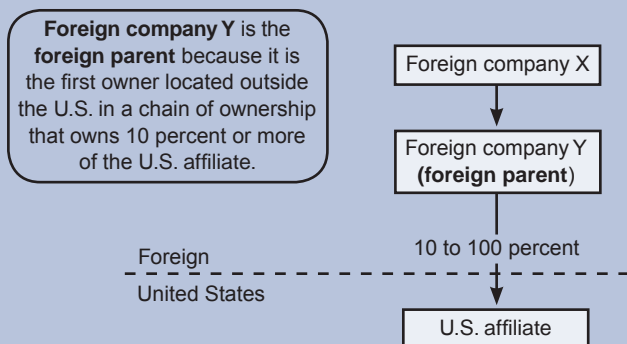 Foreign company Y is the
foreign parent because it is
the first owner located outside
the U.S. in a chain of ownership
that owns 10 percent or more
of the U.S. affiliate.
Foreign company X
Foreign company Y
(foreign parent)
10 to 100 percent
Foreign
United States
U.S. affiliate